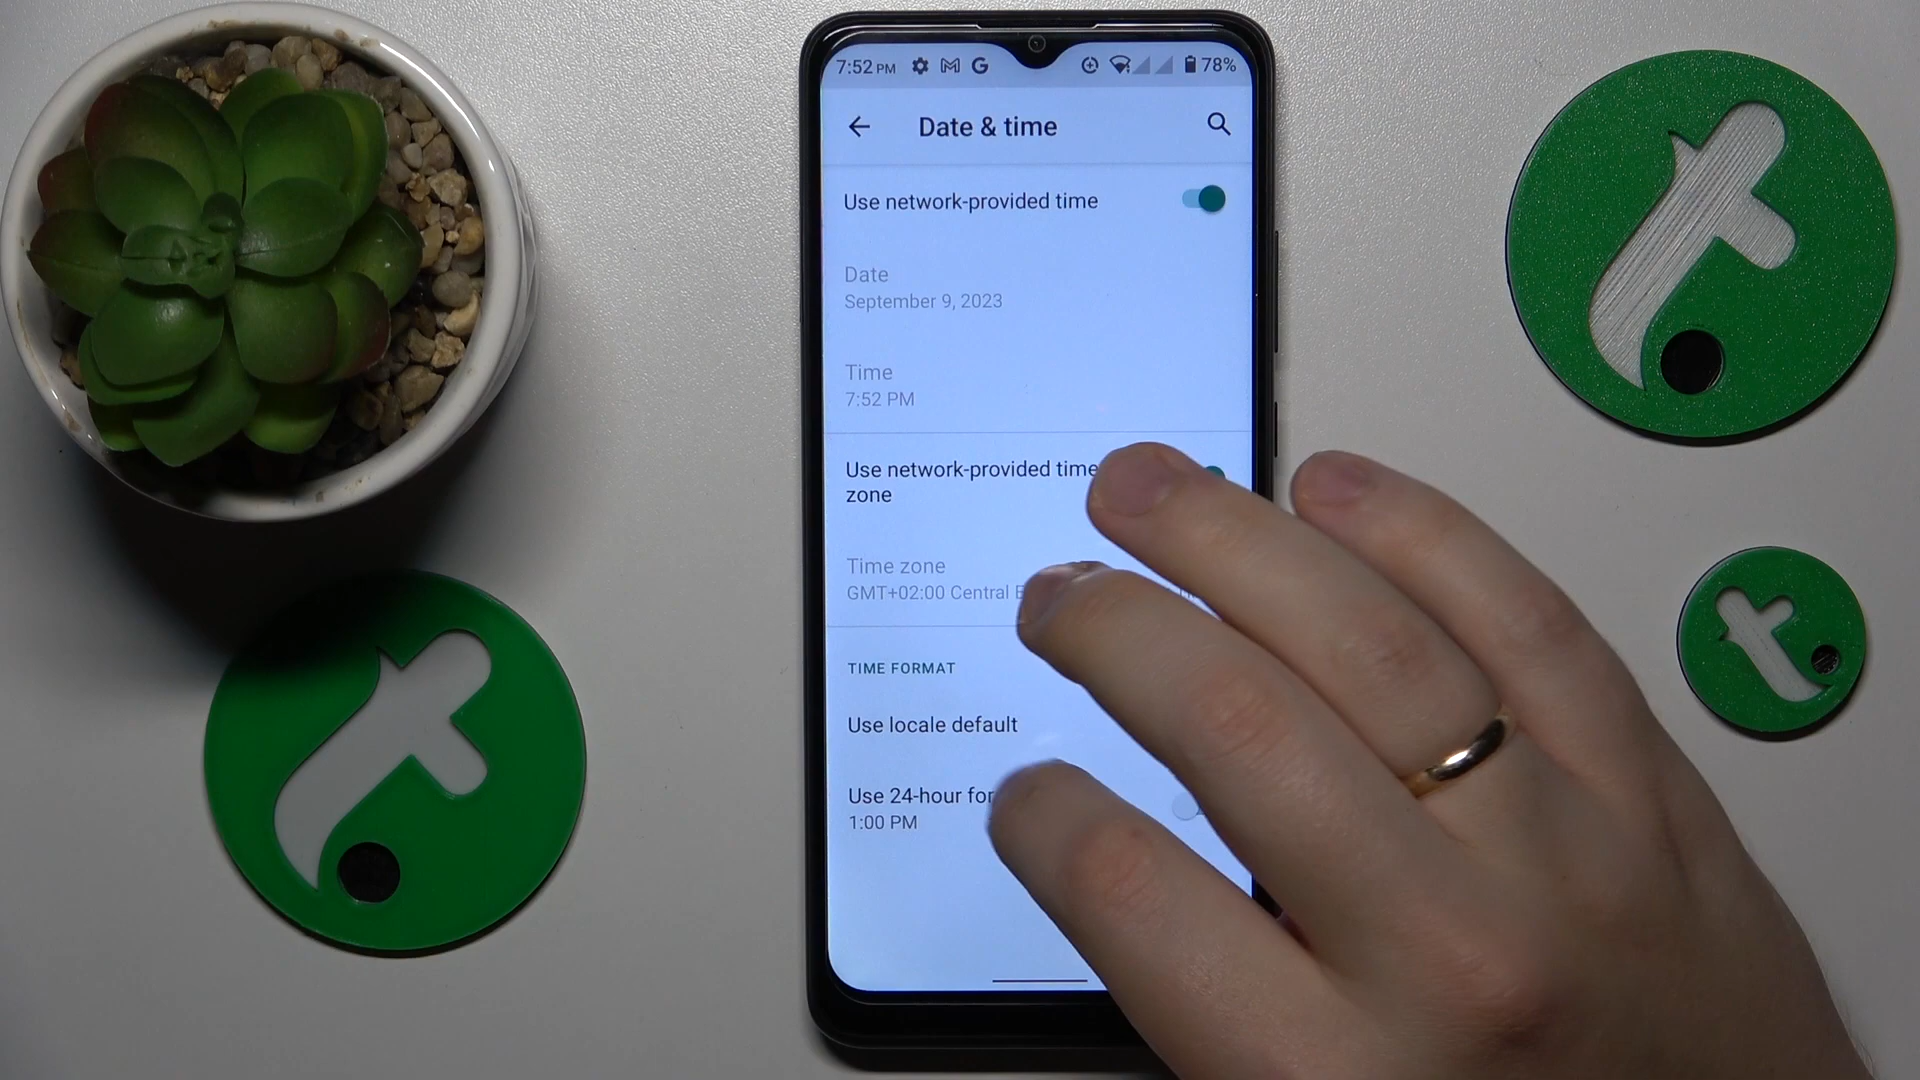 7:52 PM 78%
Date & time
Use network-provided time
Date
September 9, 2023
Time
7:52 PM
Use network-provided time
zone
Time zone
GMT+02:00 Central
TIME FORMAT
Use locale default
Use 24-hour
1:00 PM